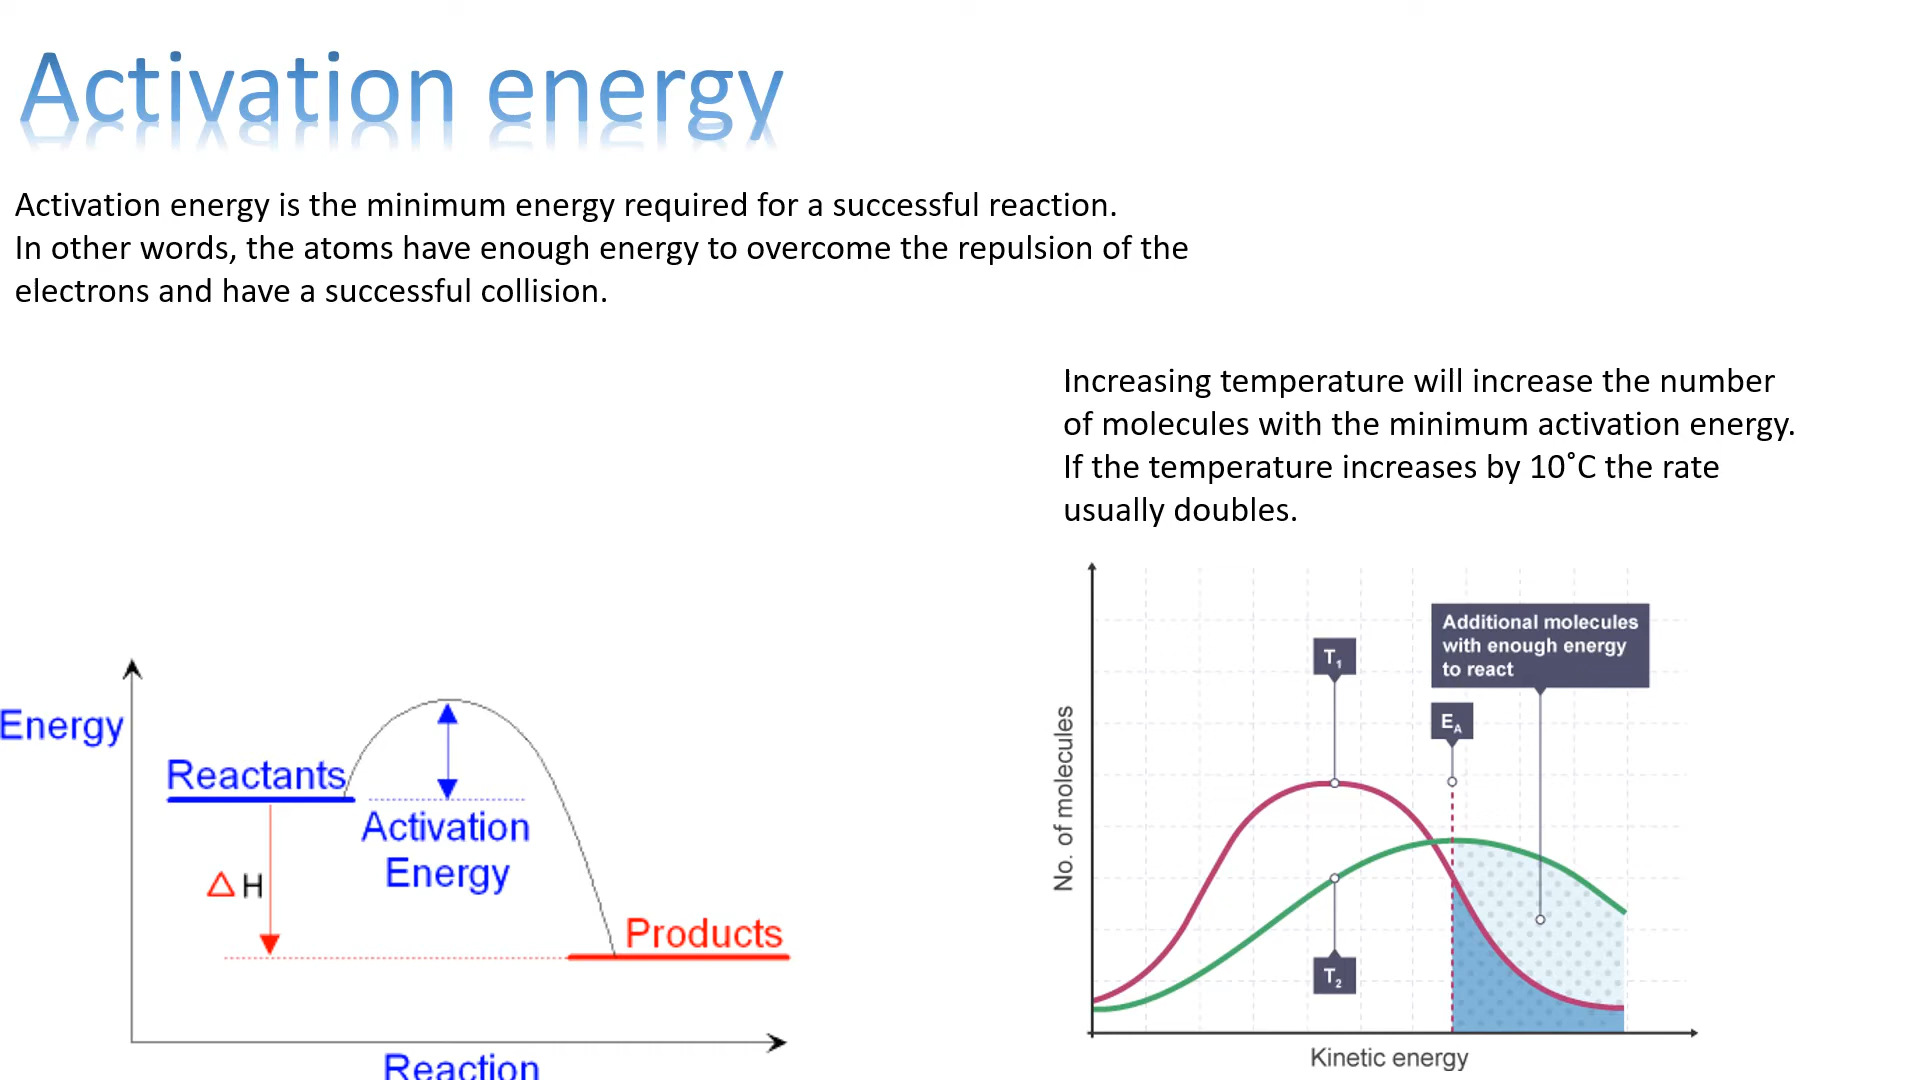 Activation energy
Activation energy is the minimum energy required for a successful reaction.
In other words, the atoms have enough energy to overcome the repulsion of the
electrons and have a successful collision.
Increasing temperature will increase the number
of molecules with the minimum activation energy.
If the temperature increases by 10˚C the rate
usually doubles.
Energy
Reactants
Activation
Energy
△ H
Products
Reaction
Additional molecules
with enough energy
to react
T₁
E_A
T₂
No. of molecules
Kinetic energy